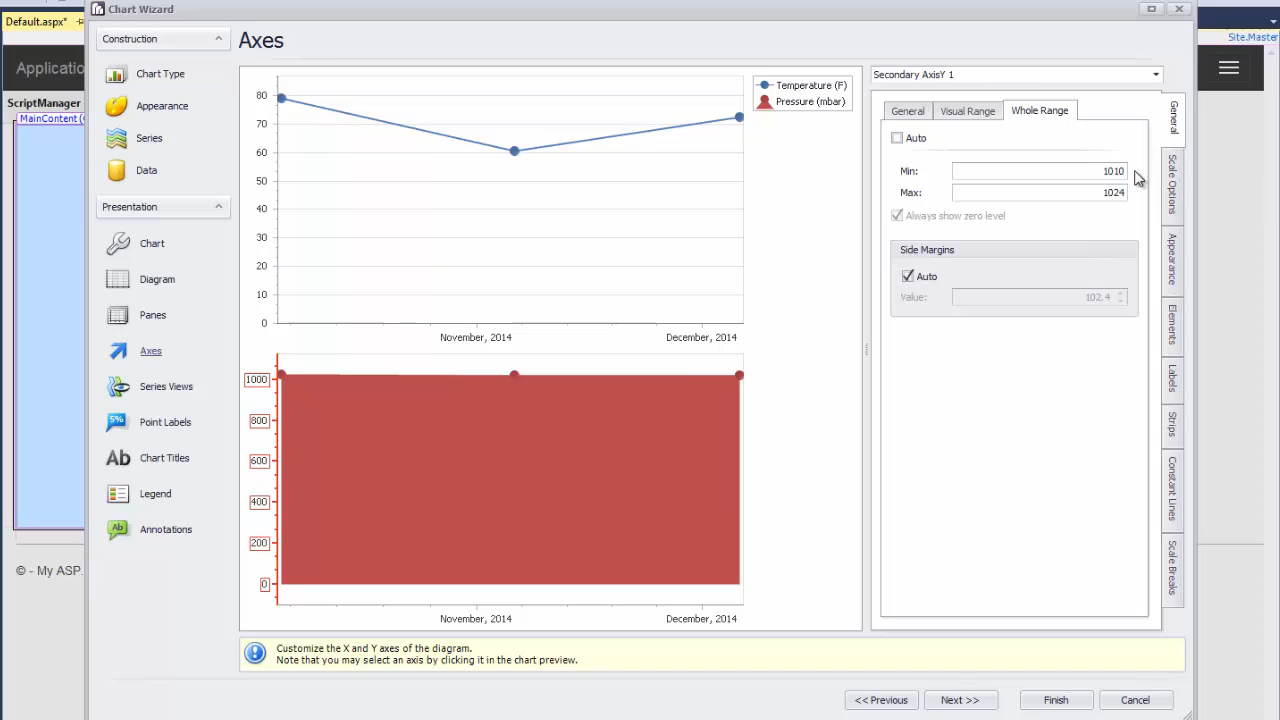 Chart Wizard
Default.aspx*
Site.Master
Applicatio
ScriptManager
MainContent (
© - My ASP.
Construction
Chart Type
Appearance
Series
Data
Presentation
Chart
Diagram
Panes
Axes
Series Views
Point Labels
Chart Titles
Legend
Annotations
Axes
80
70
60
50
40
30
20
10
0
November, 2014
December, 2014
Temperature (F)
Pressure (mbar)
1000
800
600
400
200
0
November, 2014
December, 2014
Secondary AxisY 1
General
Visual Range
Whole Range
Auto
Min: 1010
Max: 1024
Always show zero level
Side Margins
Auto
Value: 102.4
General
Scale Options
Appearance
Elements
Labels
Strips
Constant Lines
Scale Breaks
Customize the X and Y axes of the diagram.
Note that you may select an axis by clicking it in the chart preview.
<< Previous
Next >>
Finish
Cancel